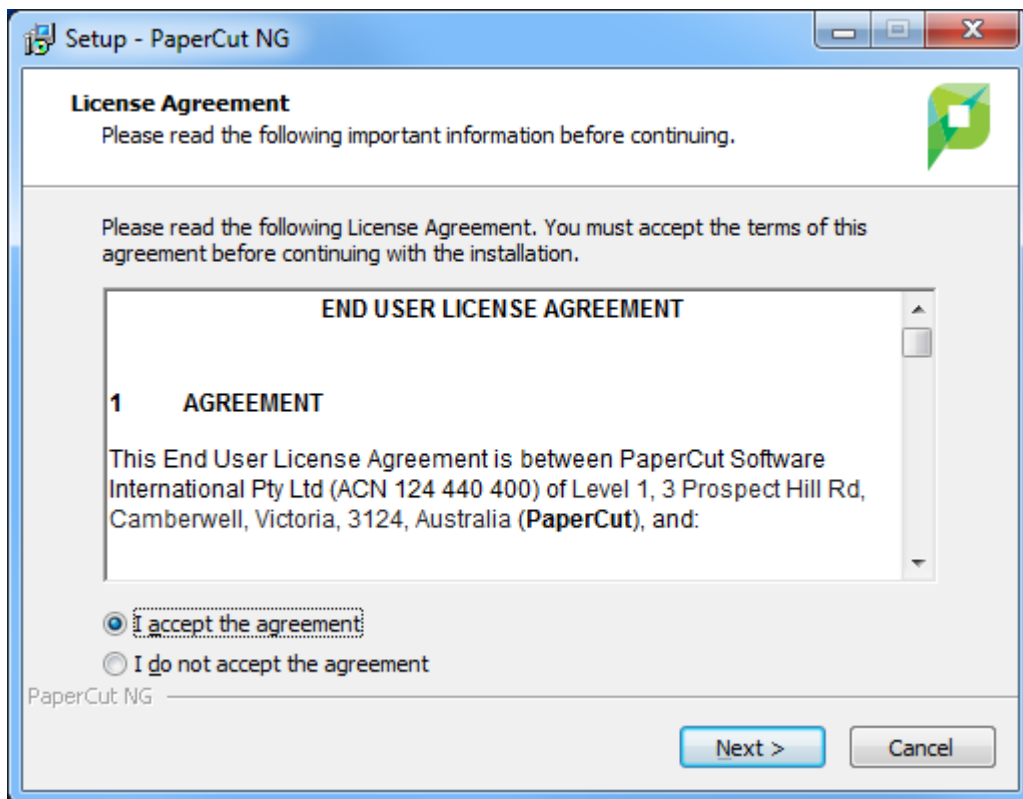 Setup - PaperCut NG
License Agreement
Please read the following important information before continuing.
Please read the following License Agreement. You must accept the terms of this
agreement before continuing with the installation.
END USER LICENSE AGREEMENT
1 AGREEMENT
This End User License Agreement is between PaperCut Software
International Pty Ltd (ACN 124 440 400) of Level 1, 3 Prospect Hill Rd,
Camberwell, Victoria, 3124, Australia (PaperCut), and:
I accept the agreement
I do not accept the agreement
PaperCut NG
Next >
Cancel